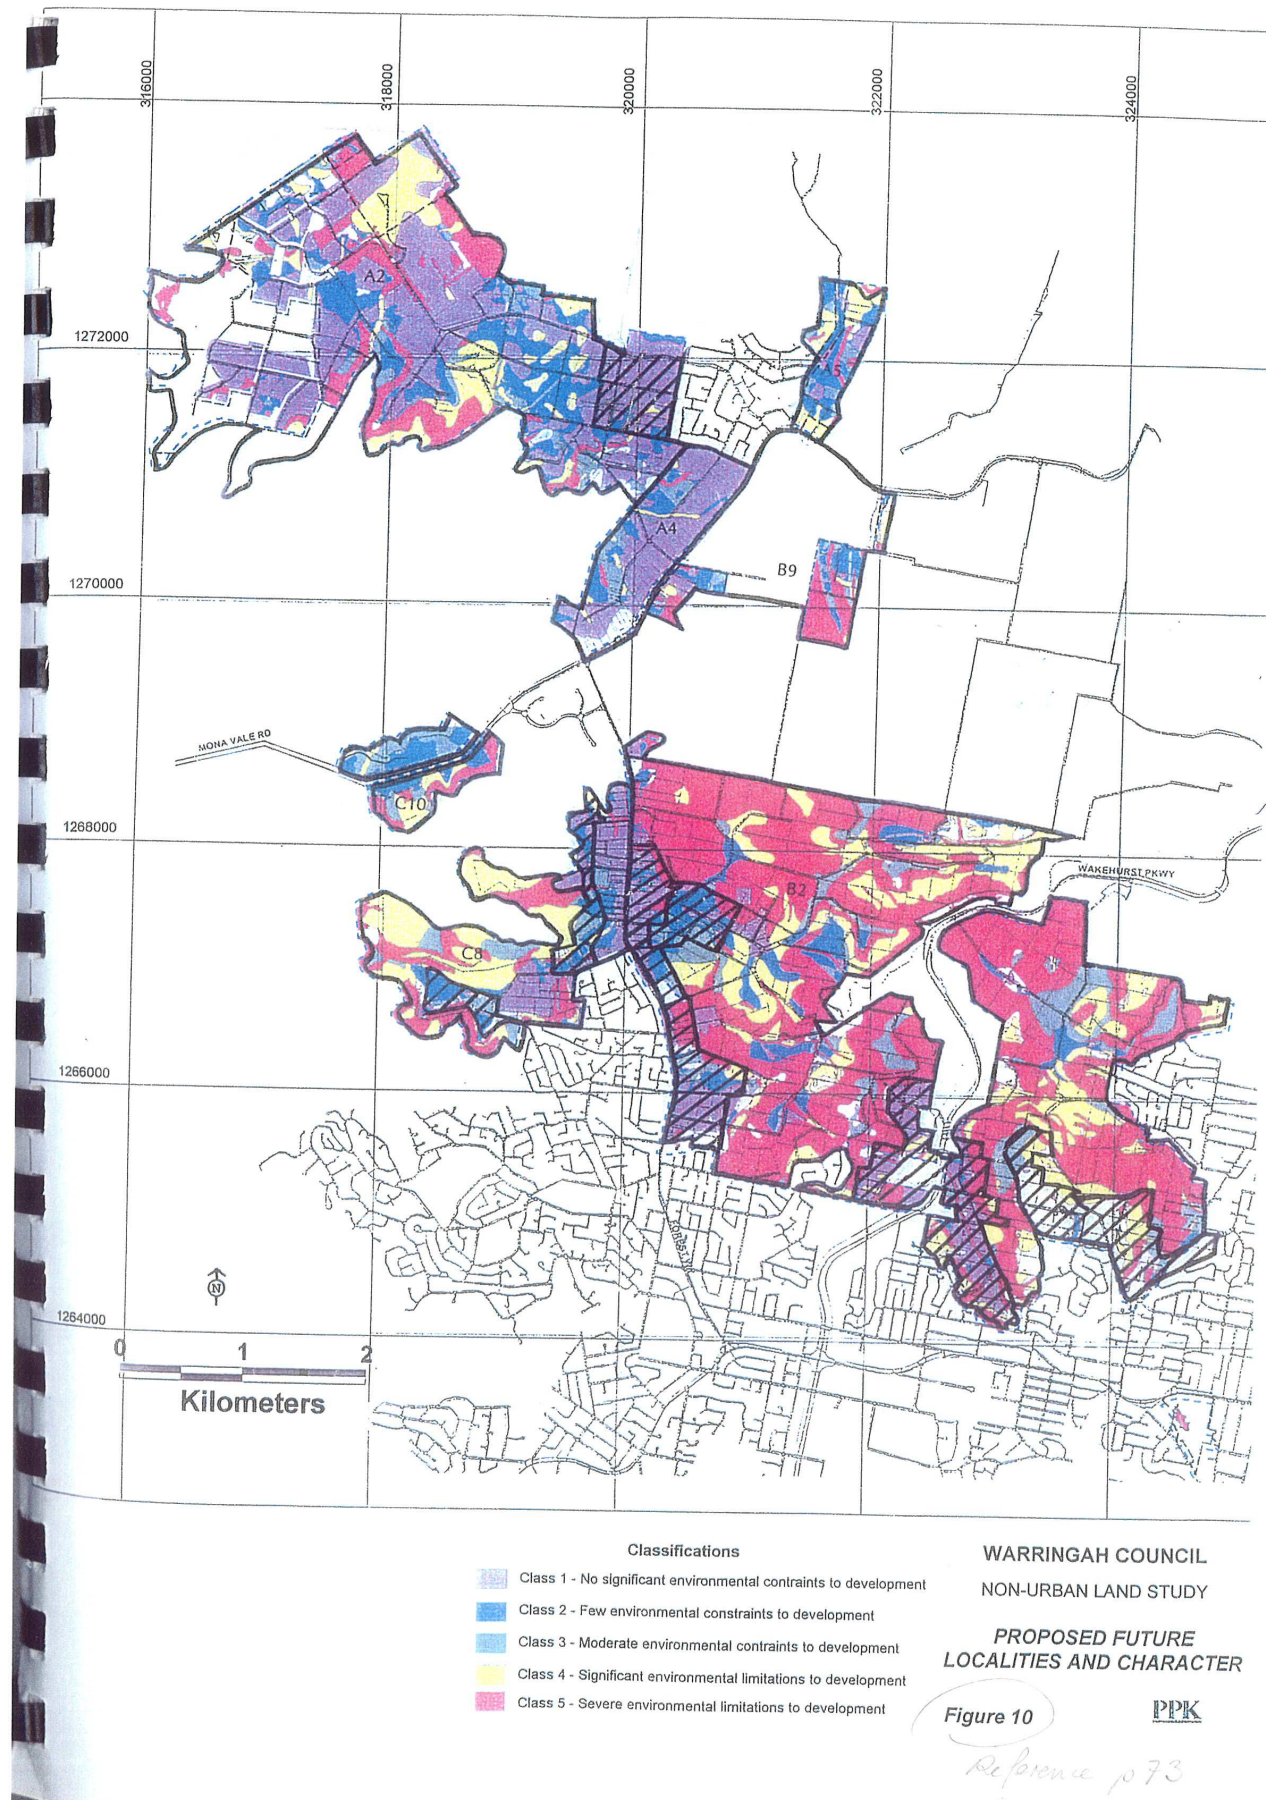 316000
318000
320000
322000
324000
1272000
1270000
1268000
1266000
1264000
A2
A5
A4
B9
MONA VALE RD
C10
B2
WAKEHURST PKWY
C8
A
N
0 1 2
Kilometers
Classifications
Class 1 - No significant environmental contraints to development
Class 2 - Few environmental constraints to development
Class 3 - Moderate environmental contraints to development
Class 4 - Significant environmental limitations to development
Class 5 - Severe environmental limitations to development
WARRINGAH COUNCIL
NON-URBAN LAND STUDY
PROPOSED FUTURE
LOCALITIES AND CHARACTER
Figure 10
PPK
Reference p 73